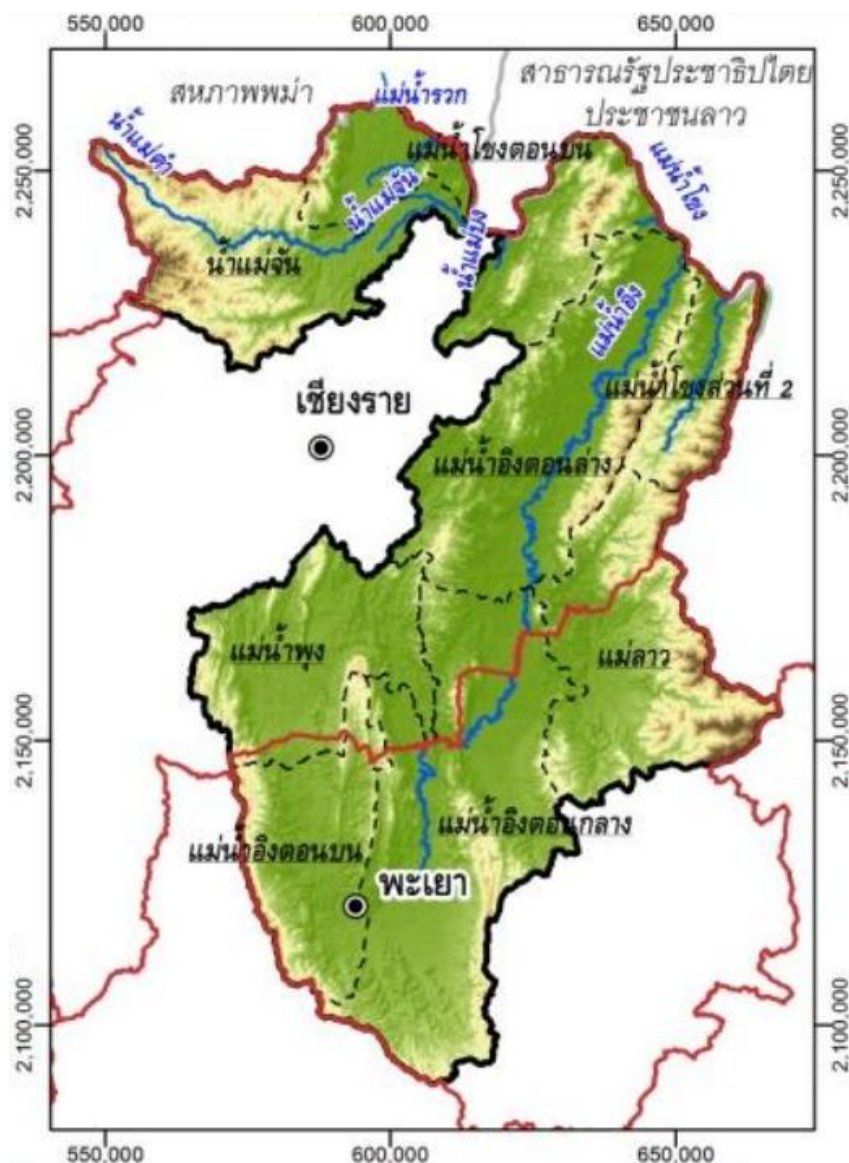 550,000 600,000 650,000
สหภาพพม่า
แม่น้ำรวก
สาธารณรัฐประชาธิปไตย
ประชาชนลาว
น้ำแม่คำ
แม่น้ำโขงตอนบน
แม่น้ำโขง
2,250,000 2,250,000
น้ำแม่จัน
น้ำแม่จัน
น้ำแม่บง
แม่น้ำอิง
แม่น้ำโขงส่วนที่ 2
เชียงราย
2,200,000 2,200,000
แม่น้ำอิงตอนล่าง
แม่น้ำพุง
แม่ลาว
2,150,000 2,150,000
แม่น้ำอิงตอนกลาง
แม่น้ำอิงตอนบน
พะเยา
2,100,000 2,100,000
550,000 600,000 650,000